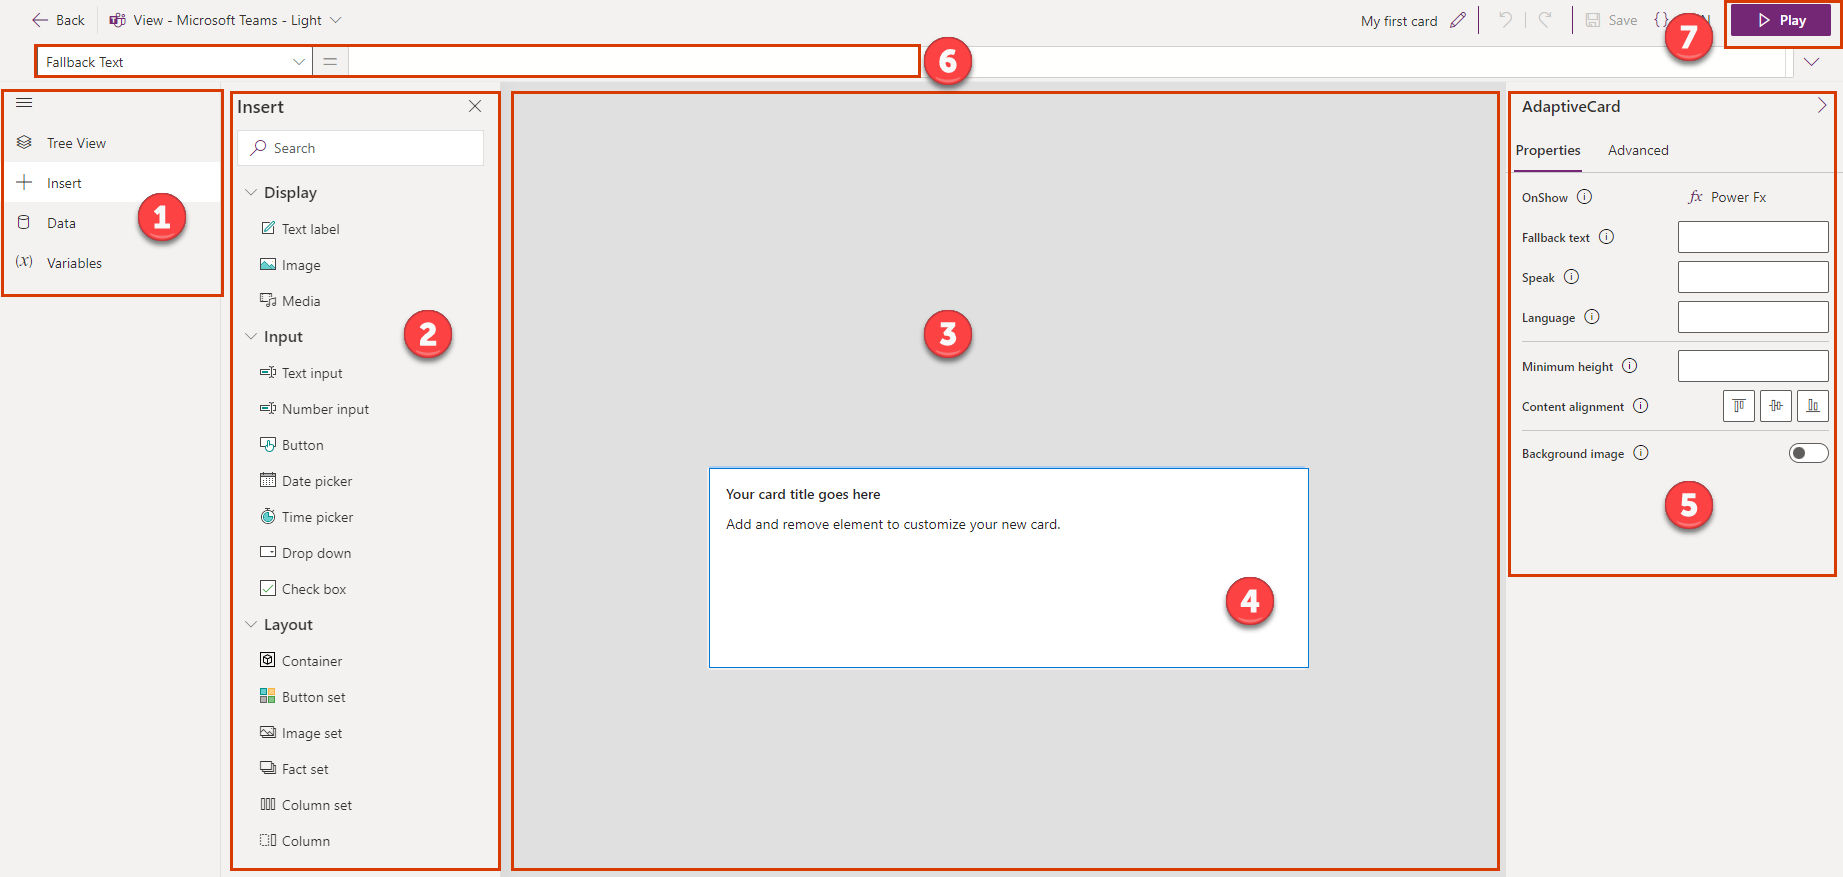 Back
View - Microsoft Teams - Light
My first card
Save
{}
N
7
Play
Fallback Text
=
6
Tree View
Insert
Data
(x) Variables
1
Insert
Search
Display
Text label
Image
Media
Input
2
Text input
Number input
Button
Date picker
Time picker
Drop down
Check box
Layout
Container
Button set
Image set
Fact set
Column set
Column
3
Your card title goes here
Add and remove element to customize your new card.
4
AdaptiveCard
Properties Advanced
OnShow fx Power Fx
Fallback text
Speak
Language
Minimum height
Content alignment
Background image
5